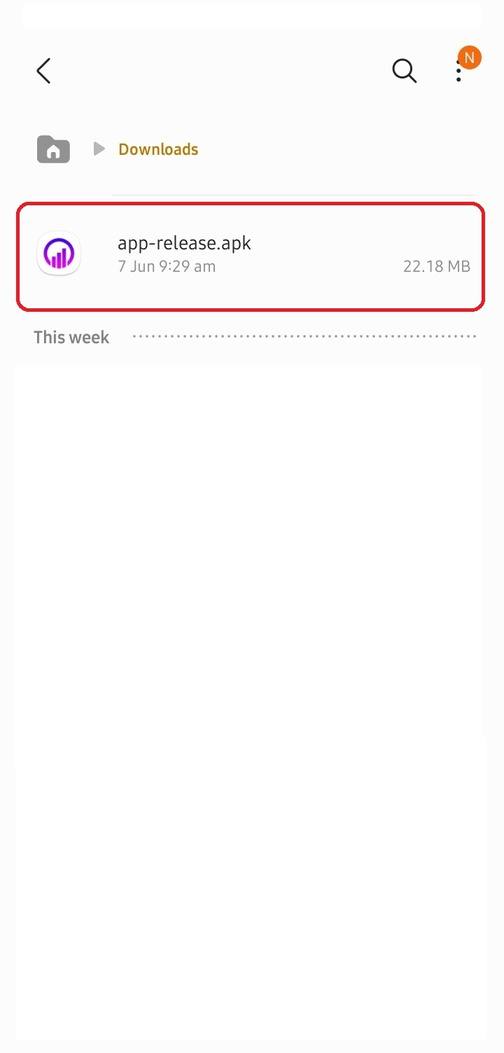 N
Downloads
app-release.apk
7 Jun 9:29 am
22.18 MB
This week